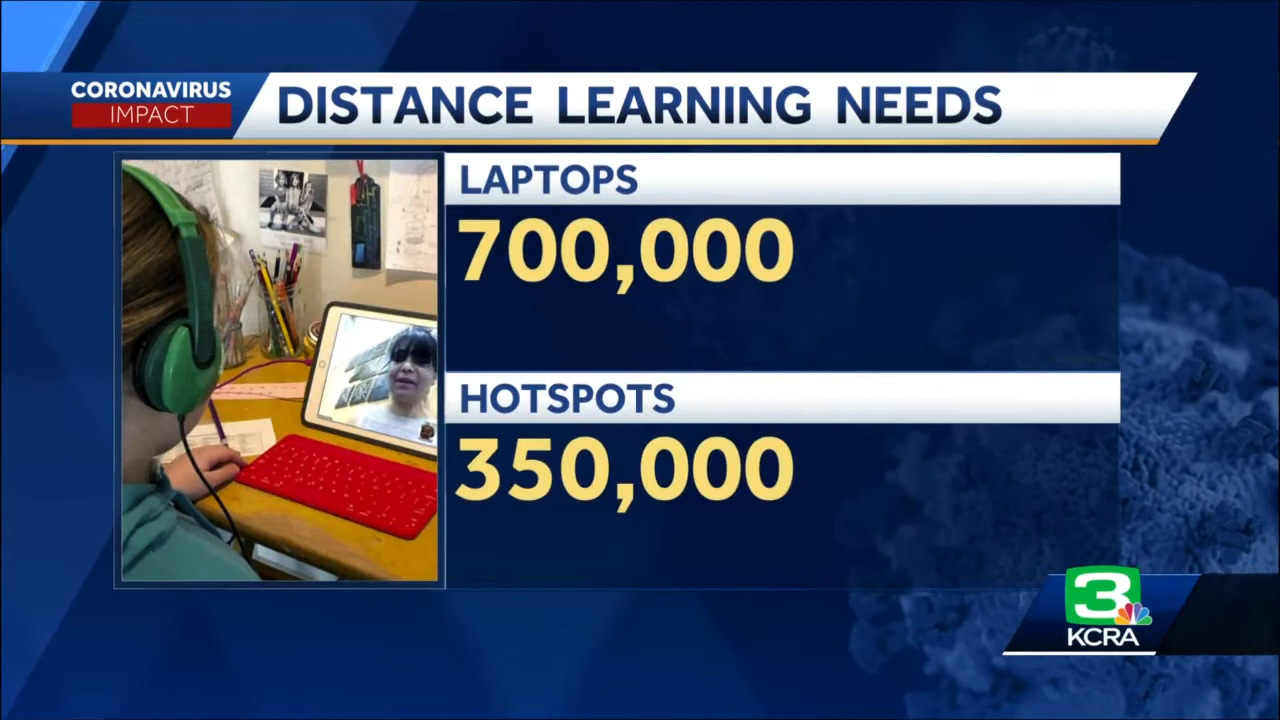 CORONAVIRUS
IMPACT
DISTANCE LEARNING NEEDS
LAPTOPS
700,000
HOTSPOTS
350,000
3
KCRA